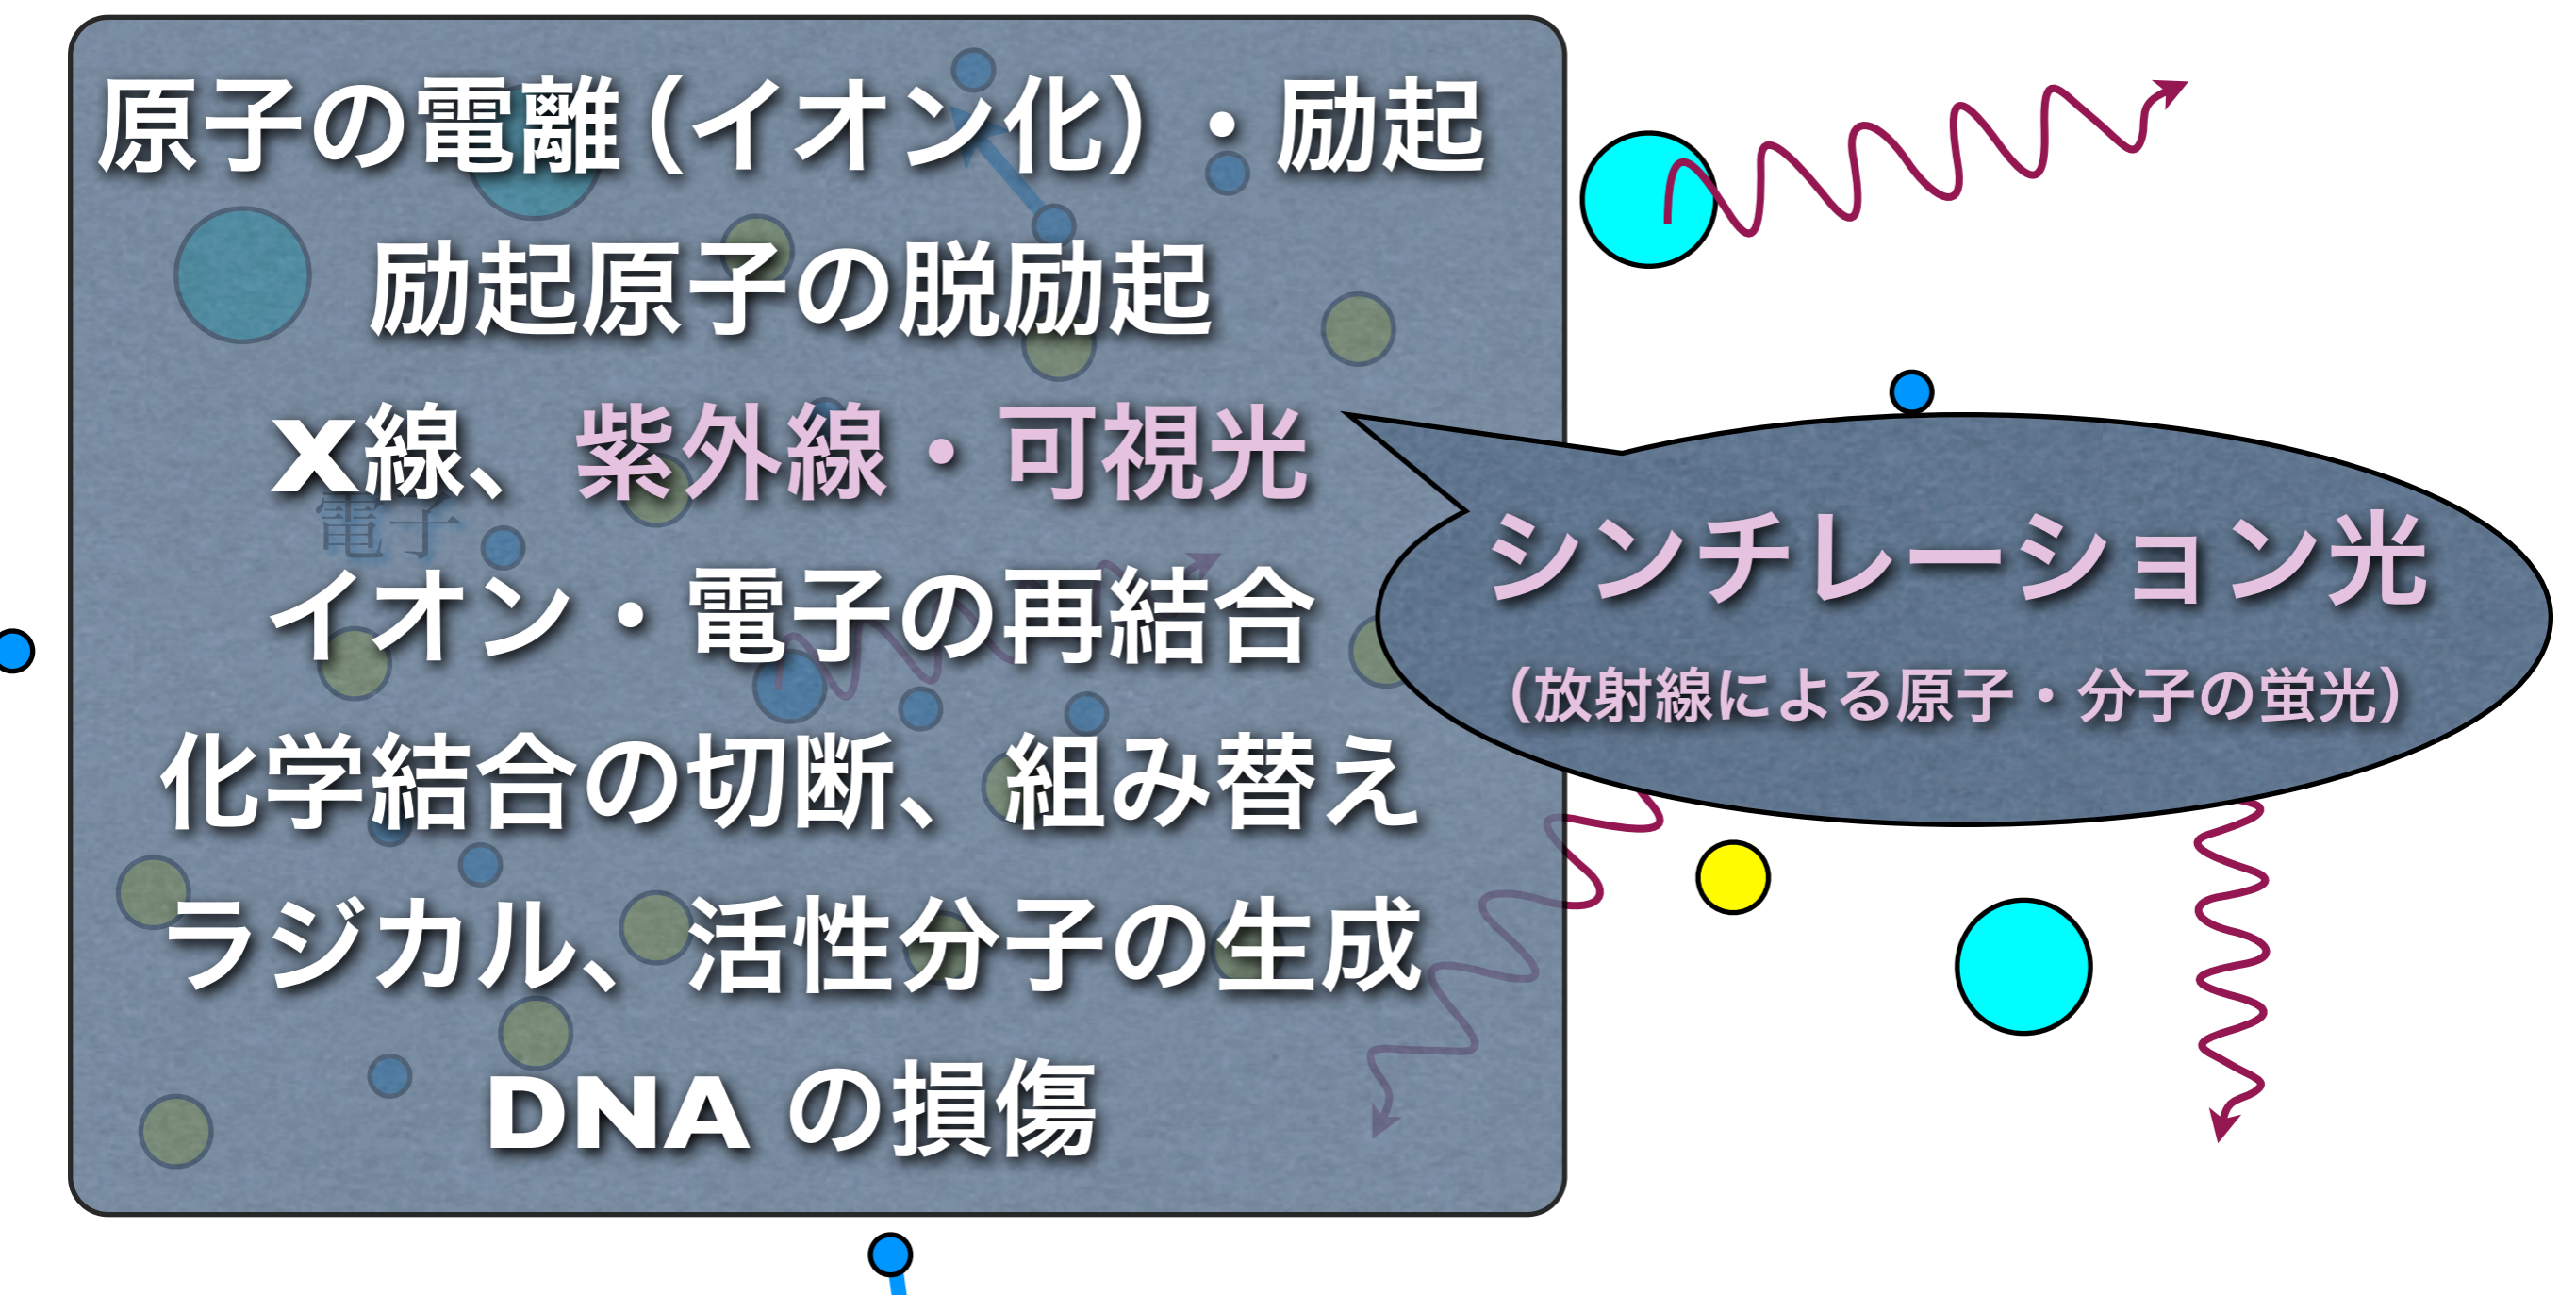 原子の電離（イオン化）・励起
励起原子の脱励起
X線、紫外線・可視光
電子
イオン・電子の再結合
化学結合の切断、組み替え
ラジカル、活性分子の生成
DNA の損傷
シンチレーション光
（放射線による原子・分子の蛍光）